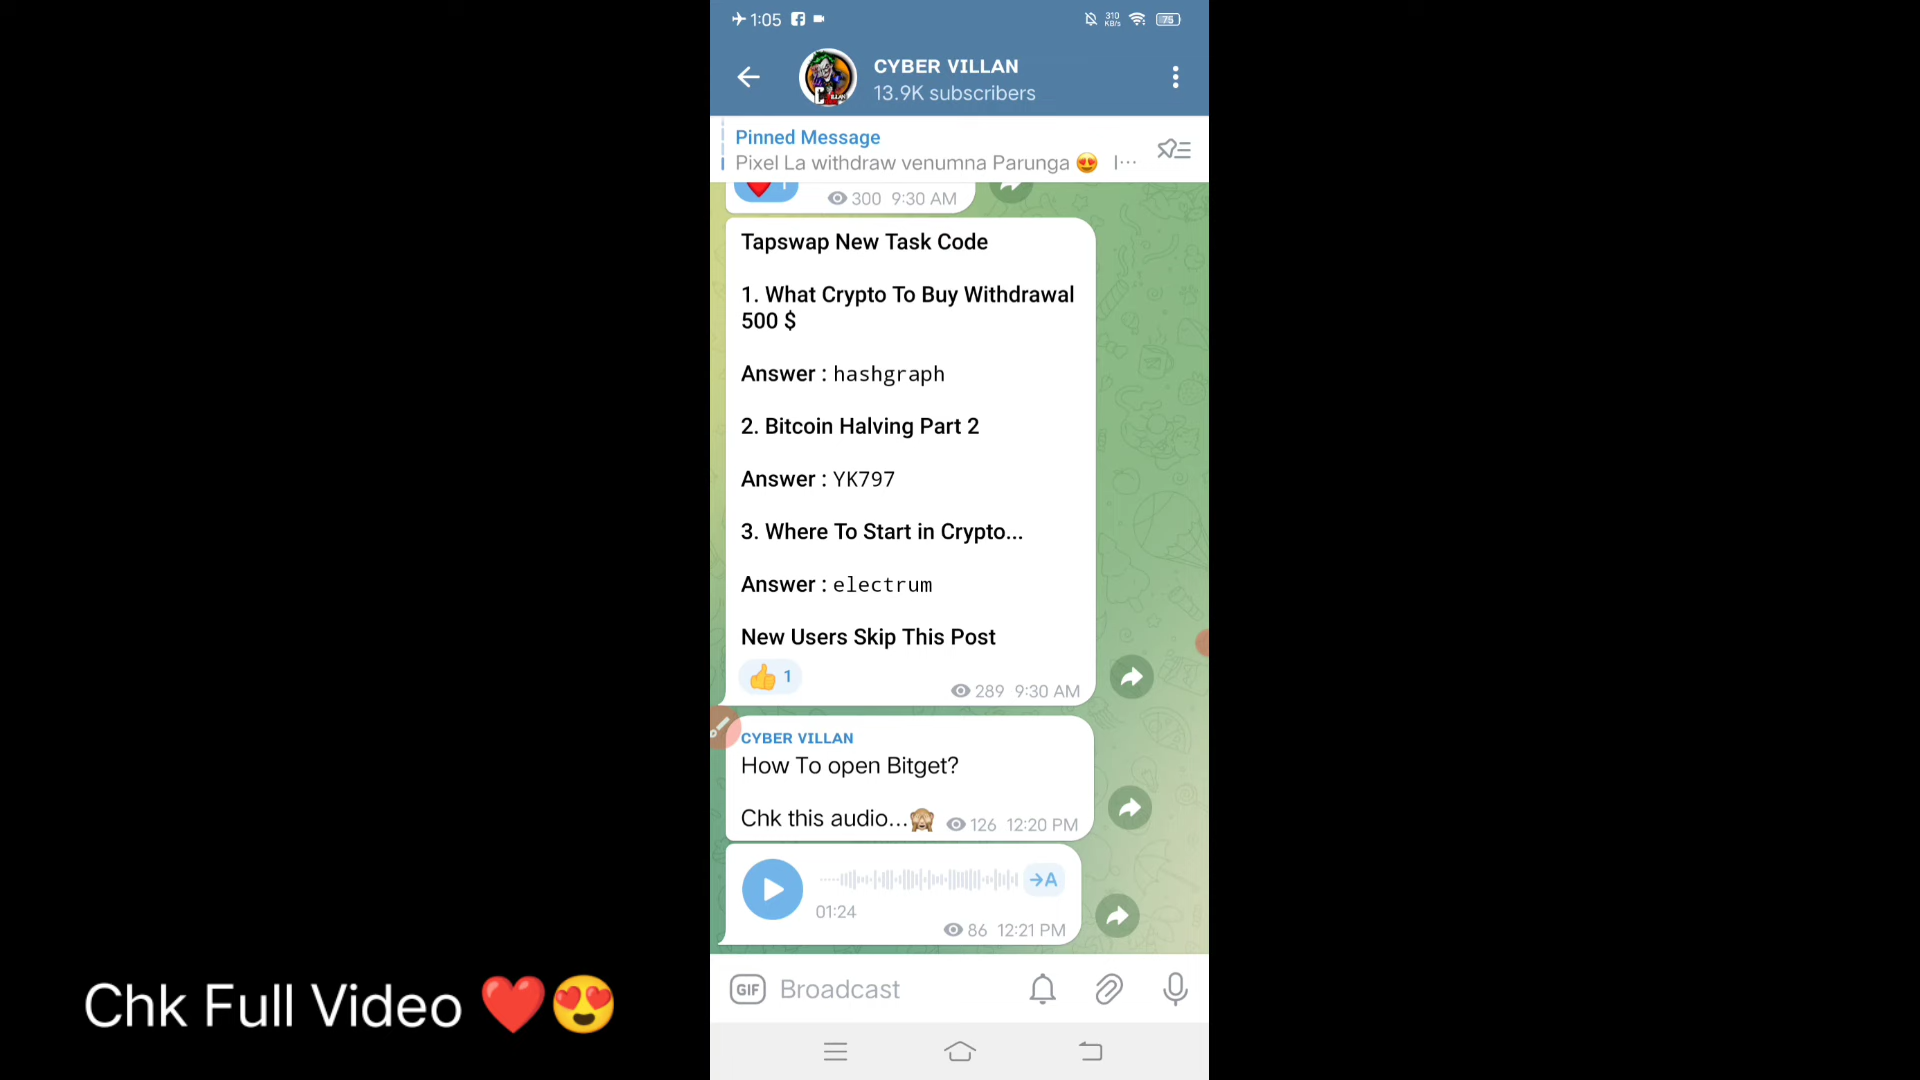 1:05 310 KB/s 75
CYBER VILLAN
13.9K subscribers
Pinned Message
Pixel La withdraw venumna Parunga 😍 I...
1
300 9:30 AM
Tapswap New Task Code
1. What Crypto To Buy Withdrawal
500 $
Answer : hashgraph
2. Bitcoin Halving Part 2
Answer : YK797
3. Where To Start in Crypto...
Answer : electrum
New Users Skip This Post
👍 1
289 9:30 AM
CYBER VILLAN
How To open Bitget?
Chk this audio...🙈 126 12:20 PM
→A
01:24
86 12:21 PM
GIF Broadcast
Chk Full Video ❤️😍